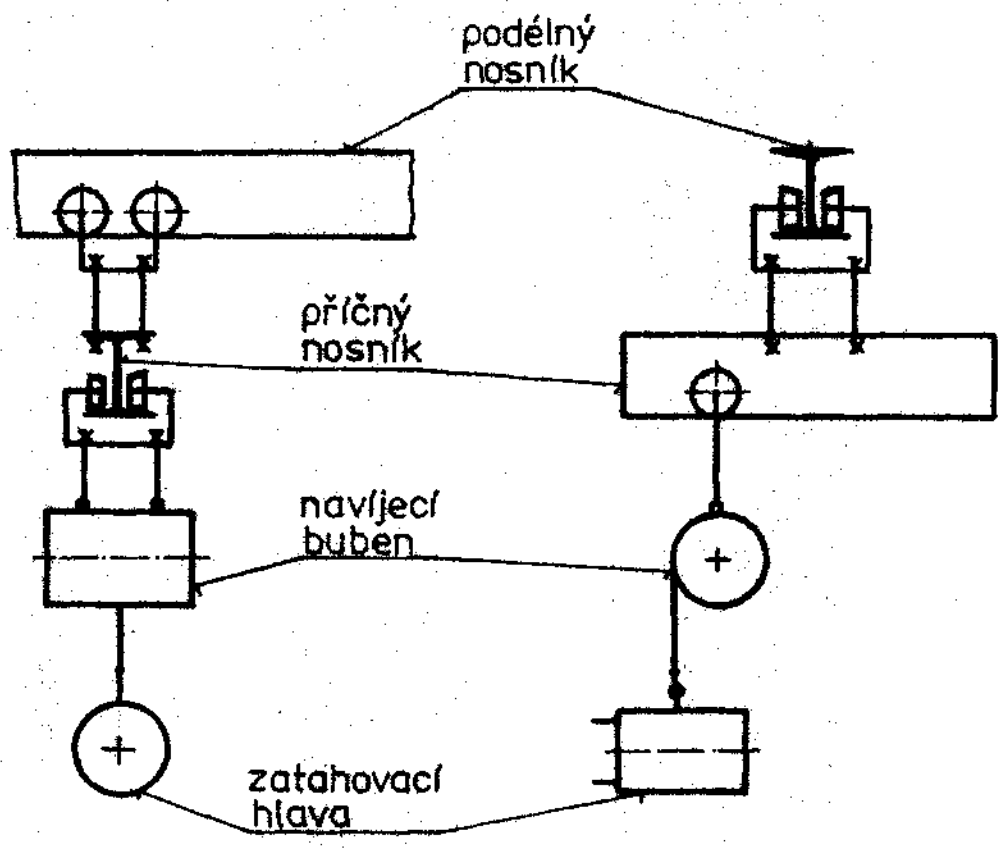 podélný
nosník
příčný
nosník
navíjecí
buben
zatahovací
hlava